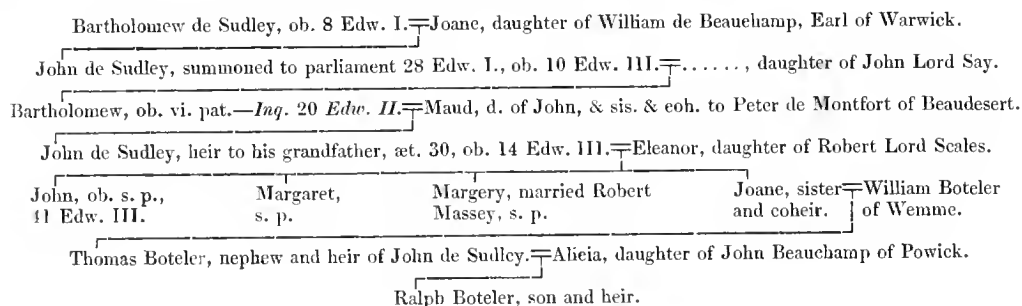 Bartholomew de Sudley, ob. 8 Edw. I.=Joane, daughter of William de Beauchamp, Earl of Warwick.
John de Sudley, summoned to parliament 28 Edw. I., ob. 10 Edw. III.=......, daughter of John Lord Say.
Bartholomew, ob. vi. pat.—Inq. 20 Edw. II.=Maud, d. of John, & sis. & coh. to Peter de Montfort of Beaudesert.
John de Sudley, heir to his grandfather, æt. 30, ob. 14 Edw. III.=Eleanor, daughter of Robert Lord Scales.
John, ob. s. p., Margaret, Margery, married Robert Joane, sister=William Boteler
41 Edw. III. s. p. Massey, s. p. and coheir. of Wemme.
Thomas Boteler, nephew and heir of John de Sudley.=Alicia, daughter of John Beauchamp of Powick.
Ralph Boteler, son and heir.